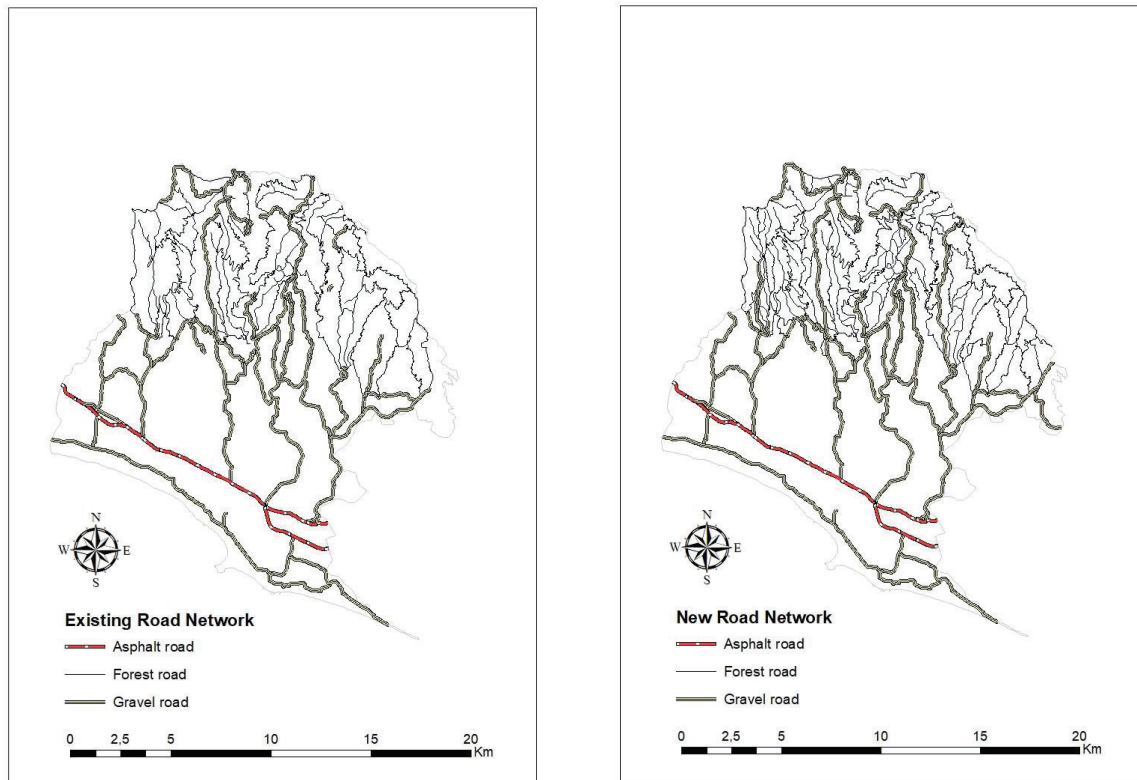 N
W E
S
Existing Road Network
Asphalt road
Forest road
Gravel road
0 2,5 5 10 15 20
Km
N
W E
S
New Road Network
Asphalt road
Forest road
Gravel road
0 2,5 5 10 15 20
Km